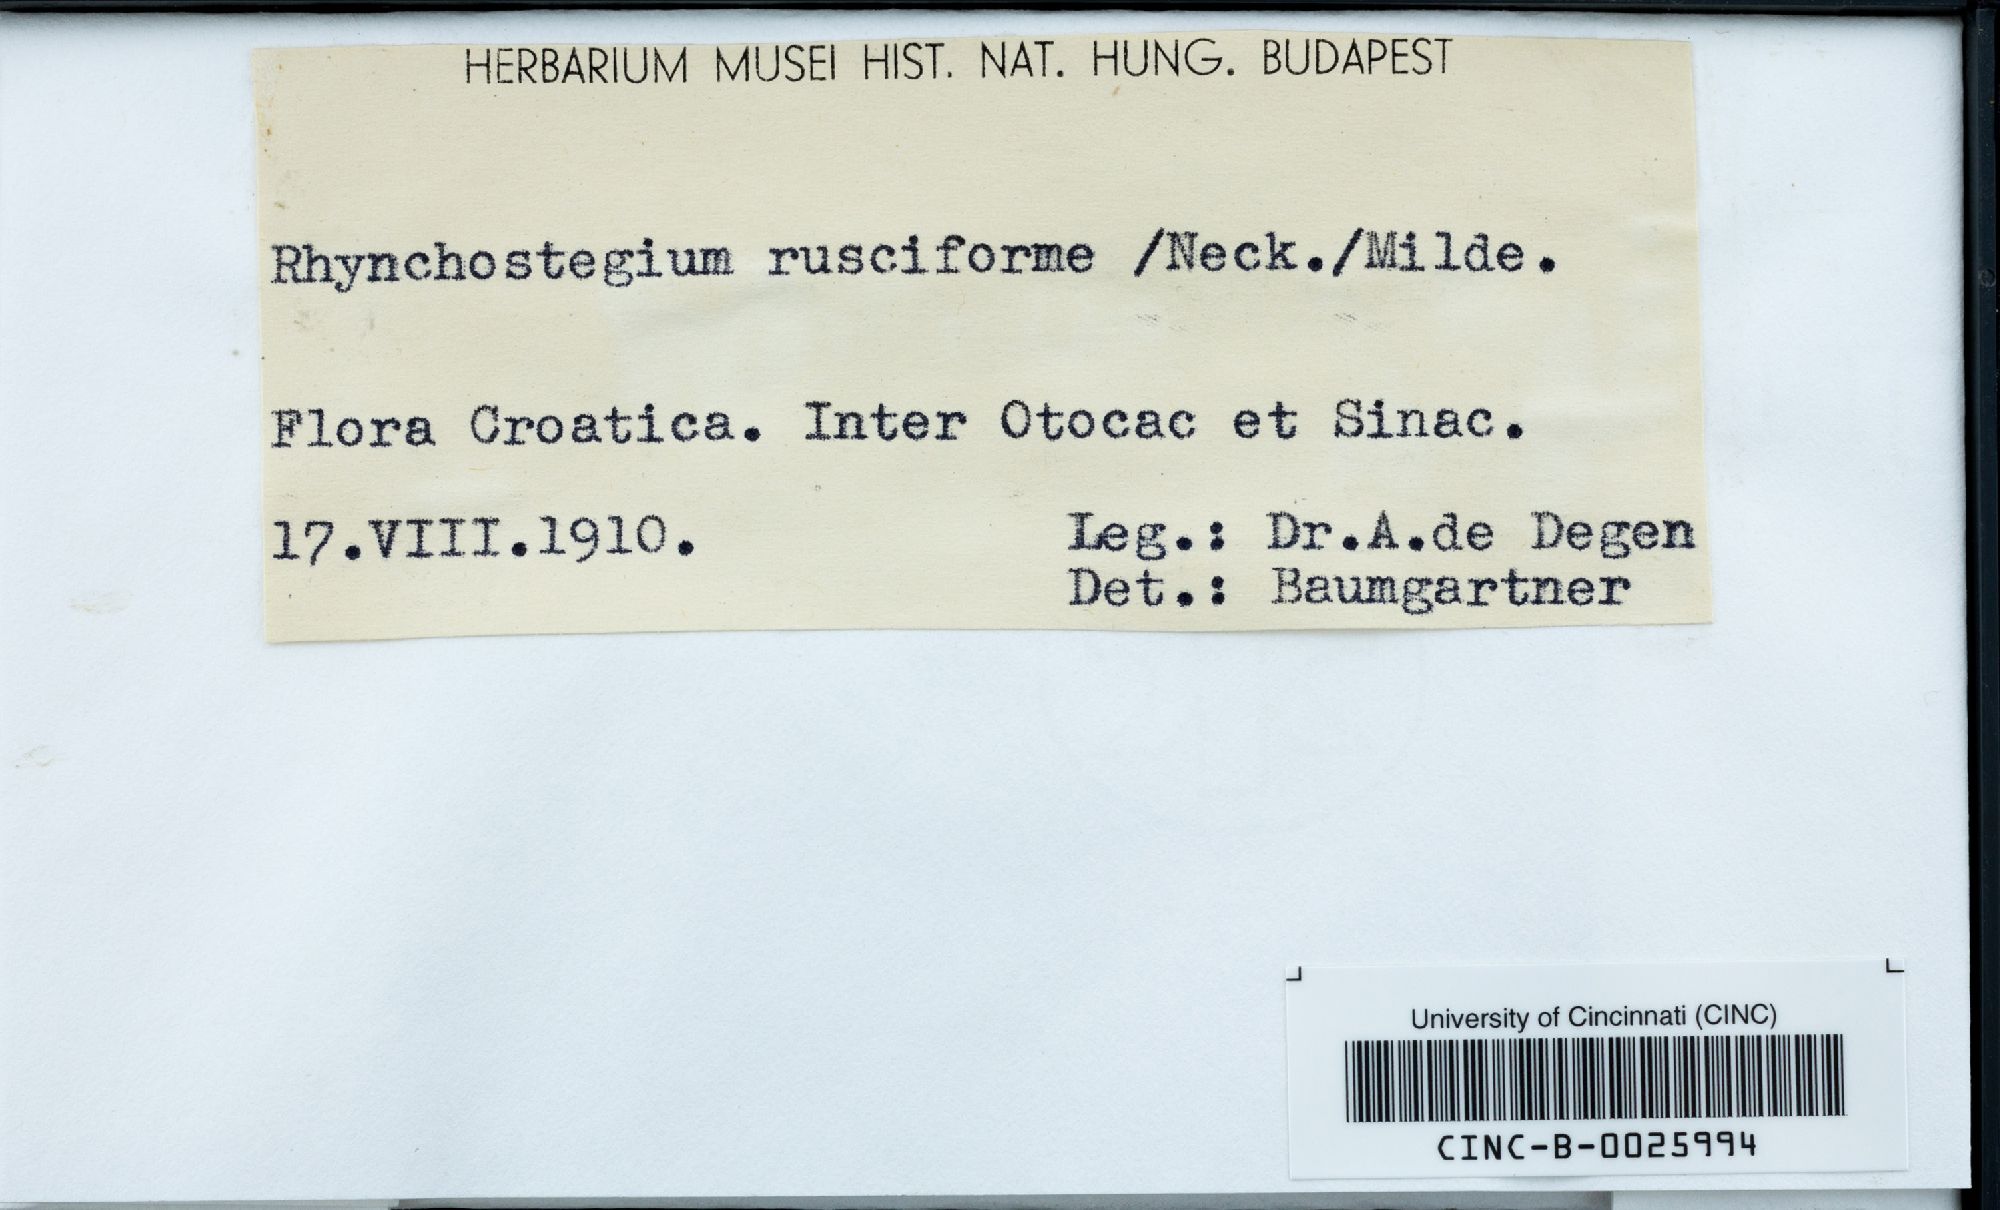 HERBARIUM MUSEI HIST. NAT. HUNG. BUDAPEST
Rhynchostegium rusciforme /Neck./Milde.
Flora Croatica. Inter Otocac et Sinac.
17.VIII.1910. Leg.: Dr.A.de Degen
Det.: Baumgartner
University of Cincinnati (CINC)
CINC-B-0025994